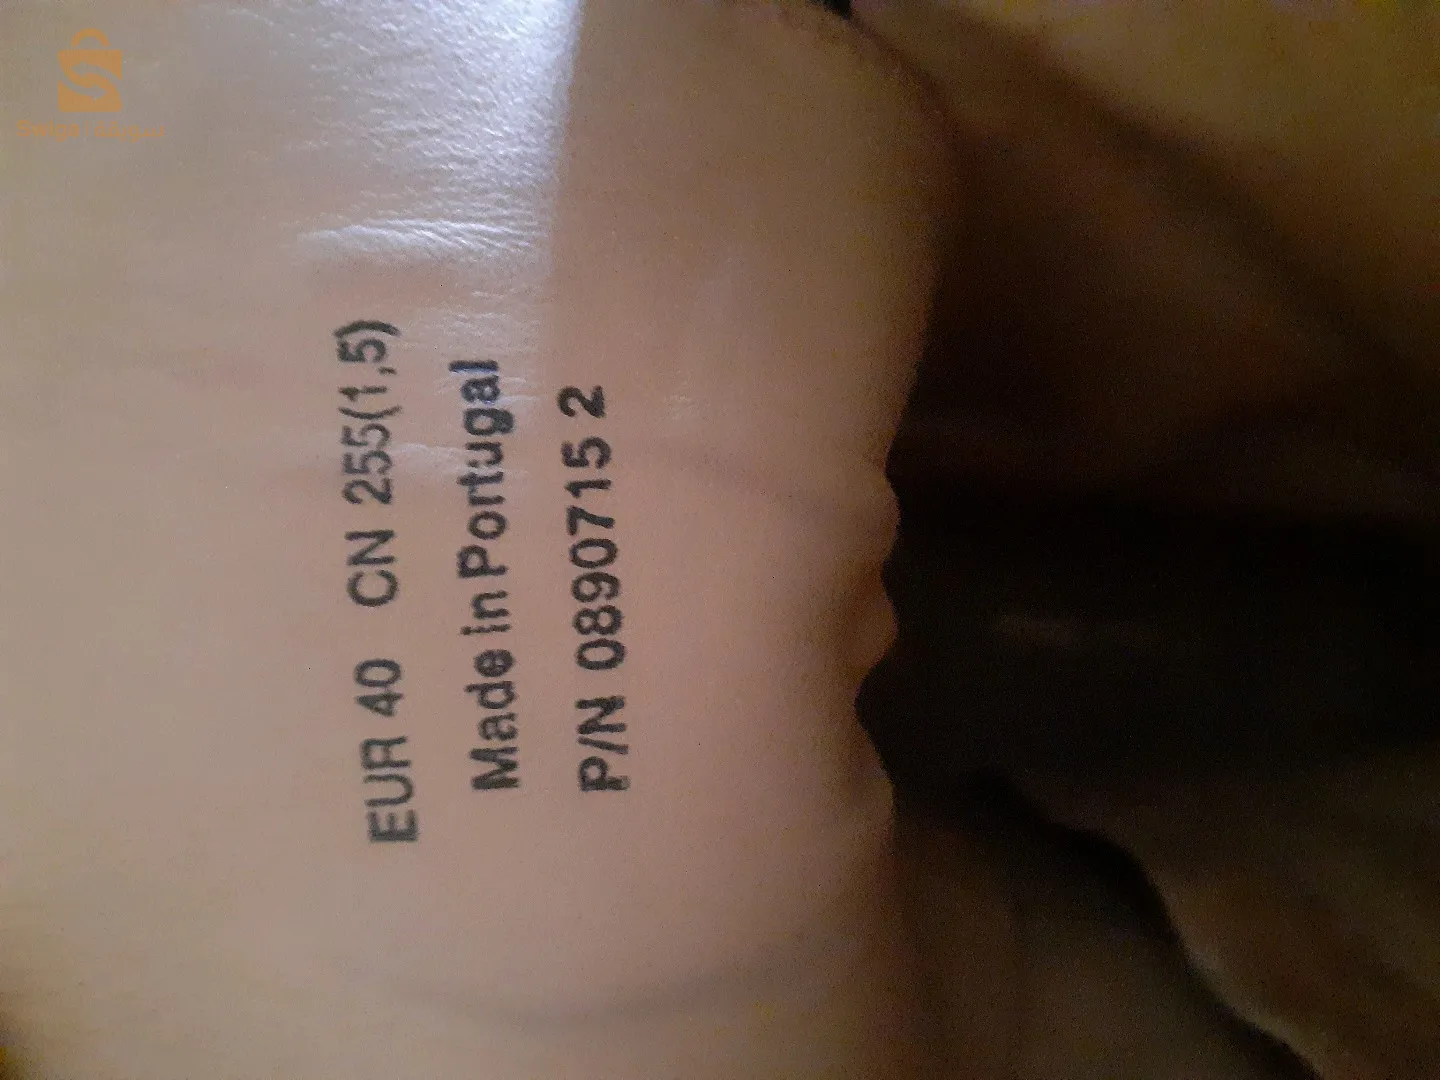 EUR 40 CN 255(1,5)
Made in Portugal
P/N 0890715 2